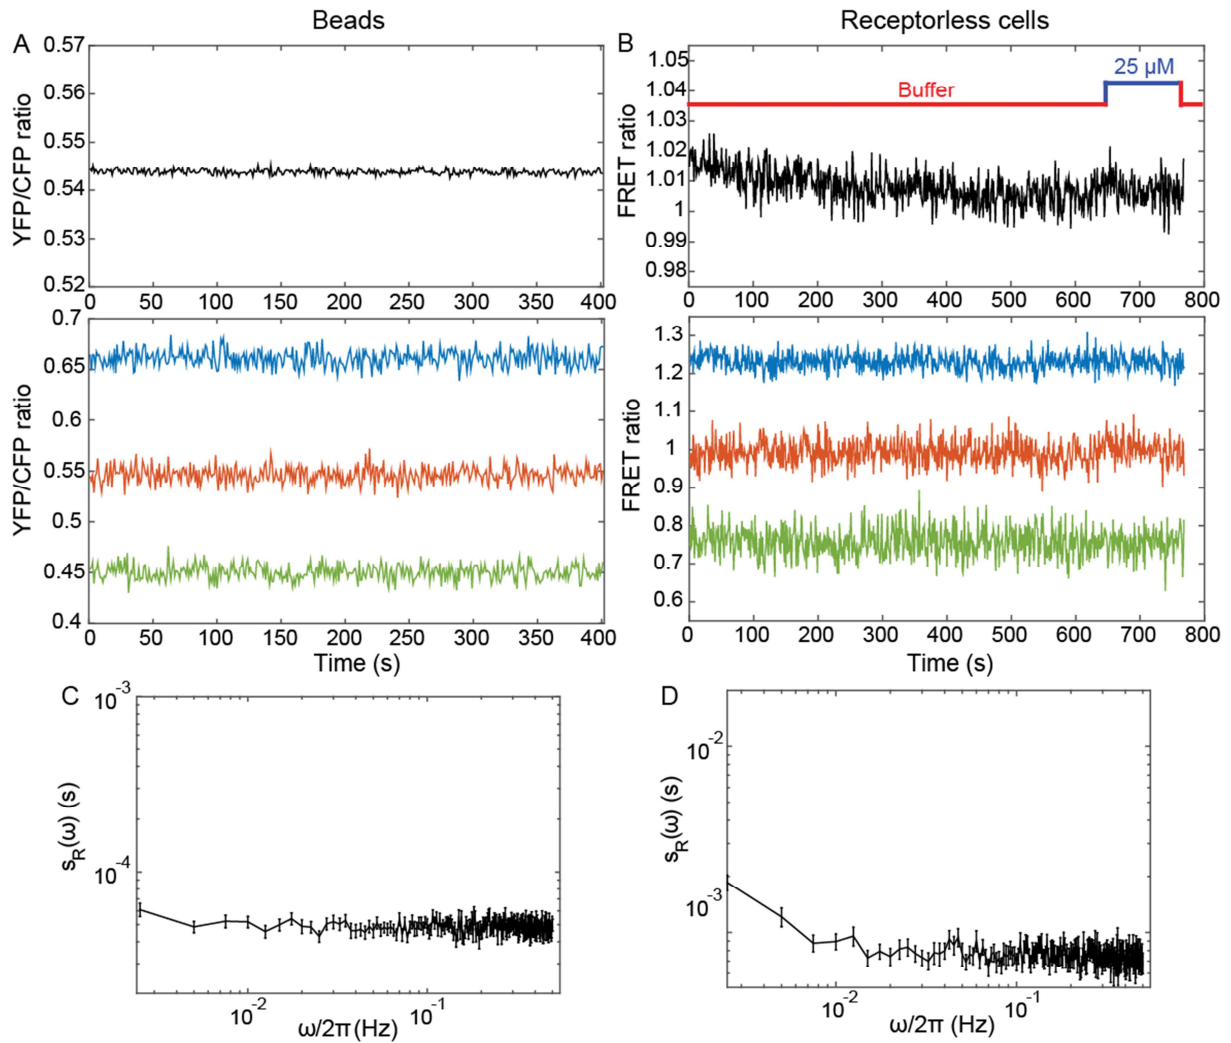 Beads
Receptorless cells
A
0.57
0.56
0.55
0.54
0.53
0.52
YFP/CFP ratio
0 50 100 150 200 250 300 350 400
B
1.05
1.04
1.03
1.02
1.01
1
0.99
0.98
FRET ratio
Buffer
25 µM
0 100 200 300 400 500 600 700 800
0.7
0.65
0.6
0.55
0.5
0.45
0.4
YFP/CFP ratio
0 50 100 150 200 250 300 350 400
Time (s)
1.3
1.2
1.1
1
0.9
0.8
0.7
0.6
FRET ratio
0 100 200 300 400 500 600 700 800
Time (s)
C
10⁻³
10⁻⁴
s_R(ω) (s)
10⁻² 10⁻¹
ω/2π (Hz)
D
10⁻²
10⁻³
s_R(ω) (s)
10⁻² 10⁻¹
ω/2π (Hz)